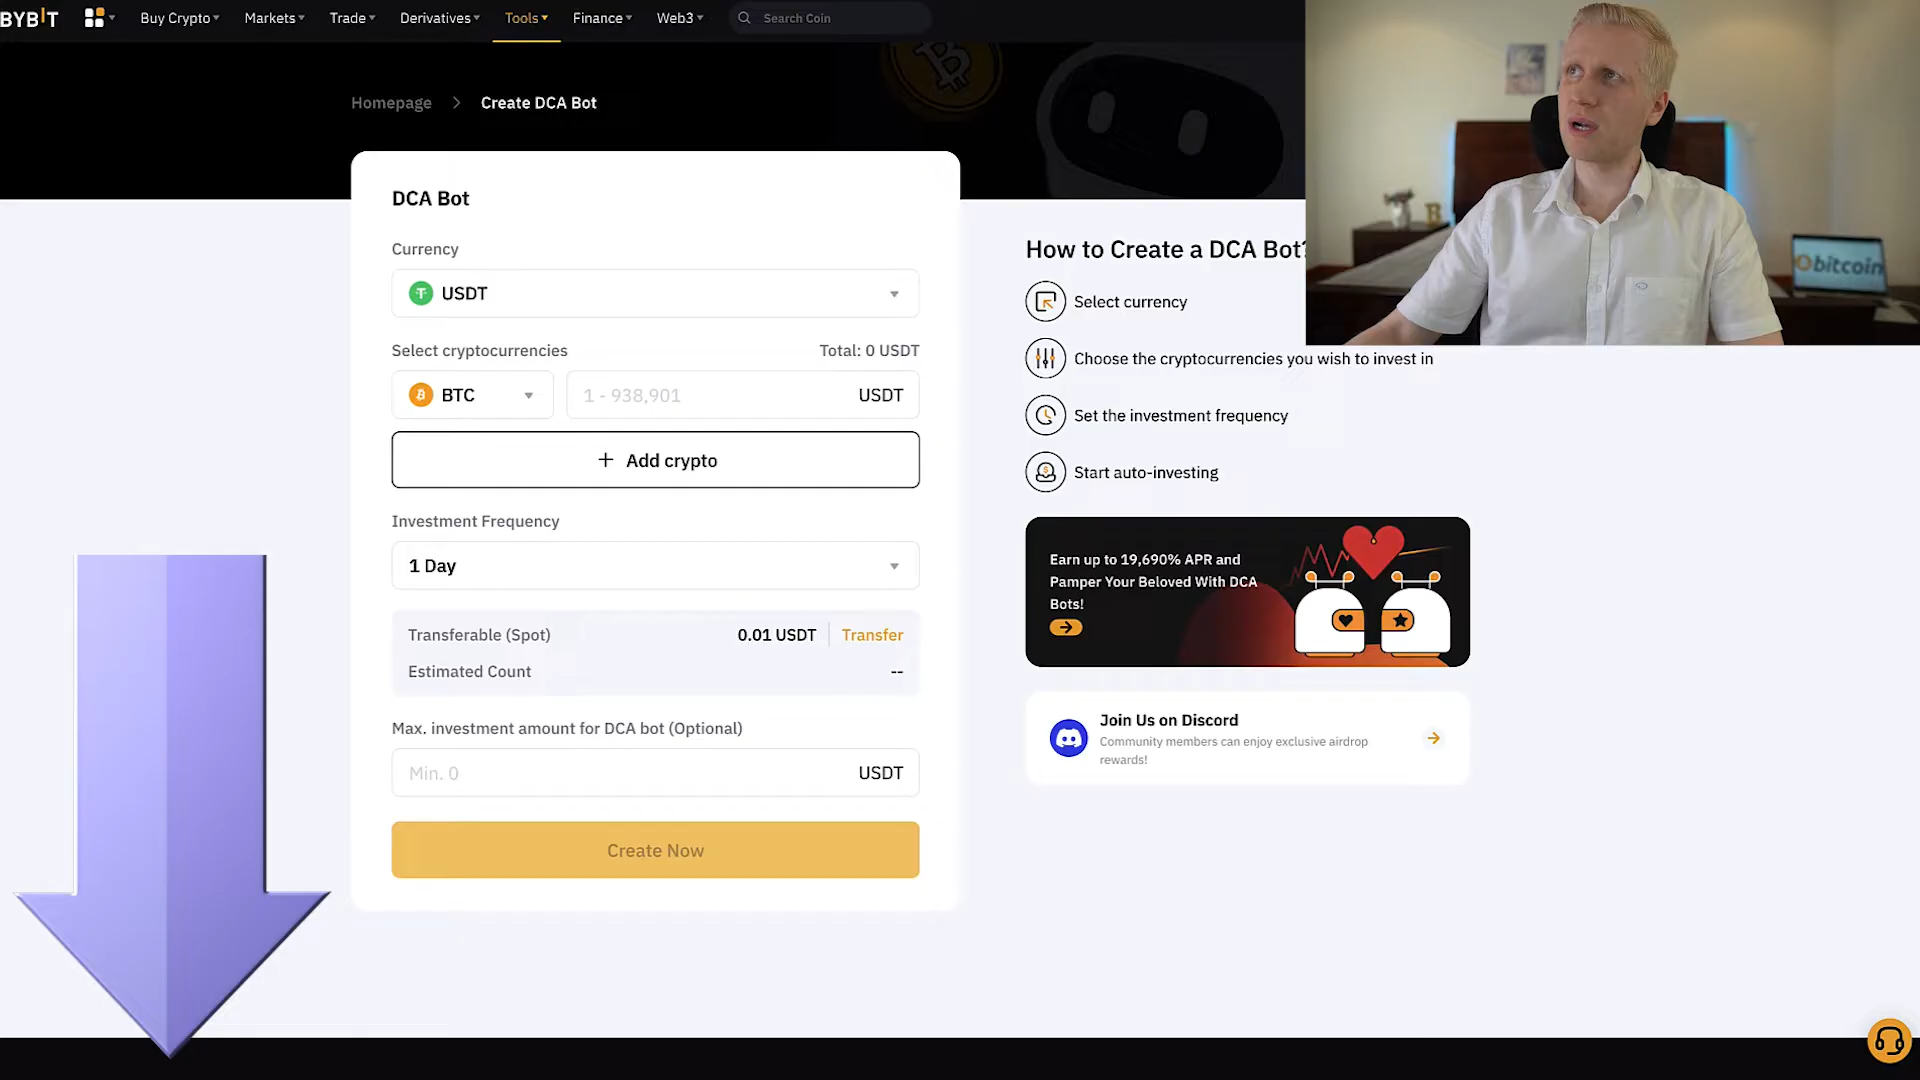 BYBIT Buy Crypto Markets Trade Derivatives Tools Finance Web3 Search Coin
Homepage > Create DCA Bot
DCA Bot
Currency
USDT
Select cryptocurrencies Total: 0 USDT
BTC 1 - 938,901 USDT
+ Add crypto
Investment Frequency
1 Day
Transferable (Spot) 0.01 USDT Transfer
Estimated Count --
Max. investment amount for DCA bot (Optional)
Min. 0 USDT
Create Now
How to Create a DCA Bot?
Select currency
Choose the cryptocurrencies you wish to invest in
Set the investment frequency
Start auto-investing
Earn up to 19,690% APR and
Pamper Your Beloved With DCA
Bots!
Join Us on Discord
Community members can enjoy exclusive airdrop
rewards!
bitcoin